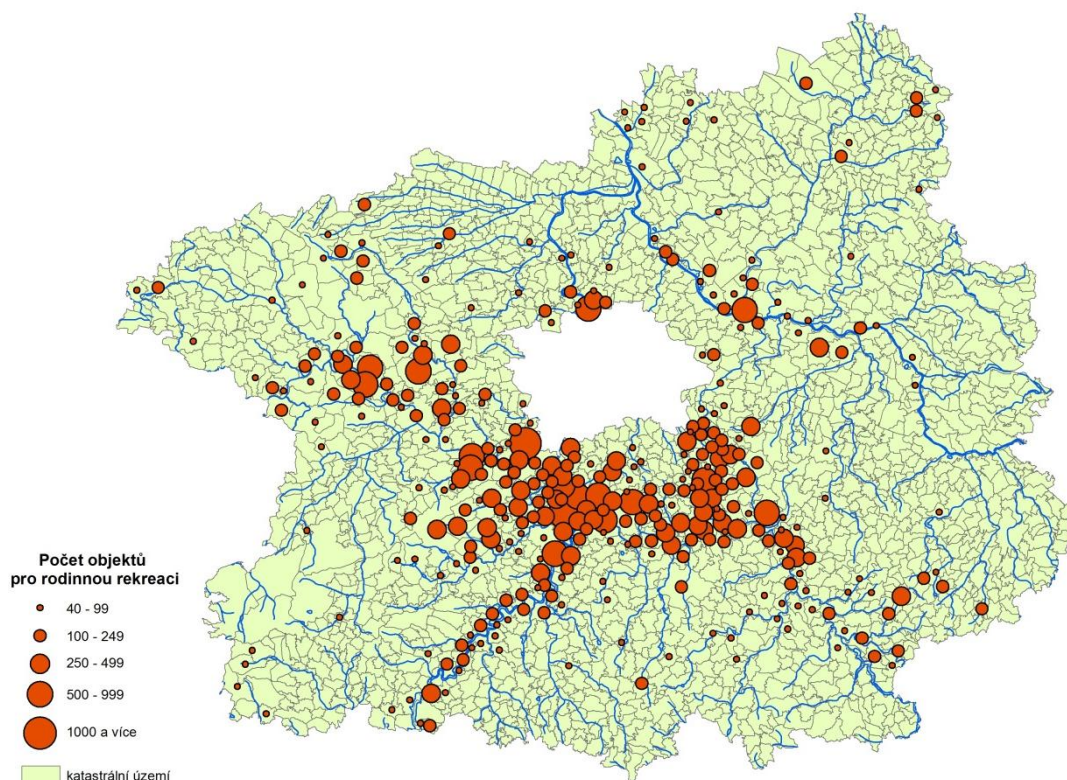 Počet objektů
pro rodinnou rekreaci
40 - 99
100 - 249
250 - 499
500 - 999
1000 a více
katastrální území